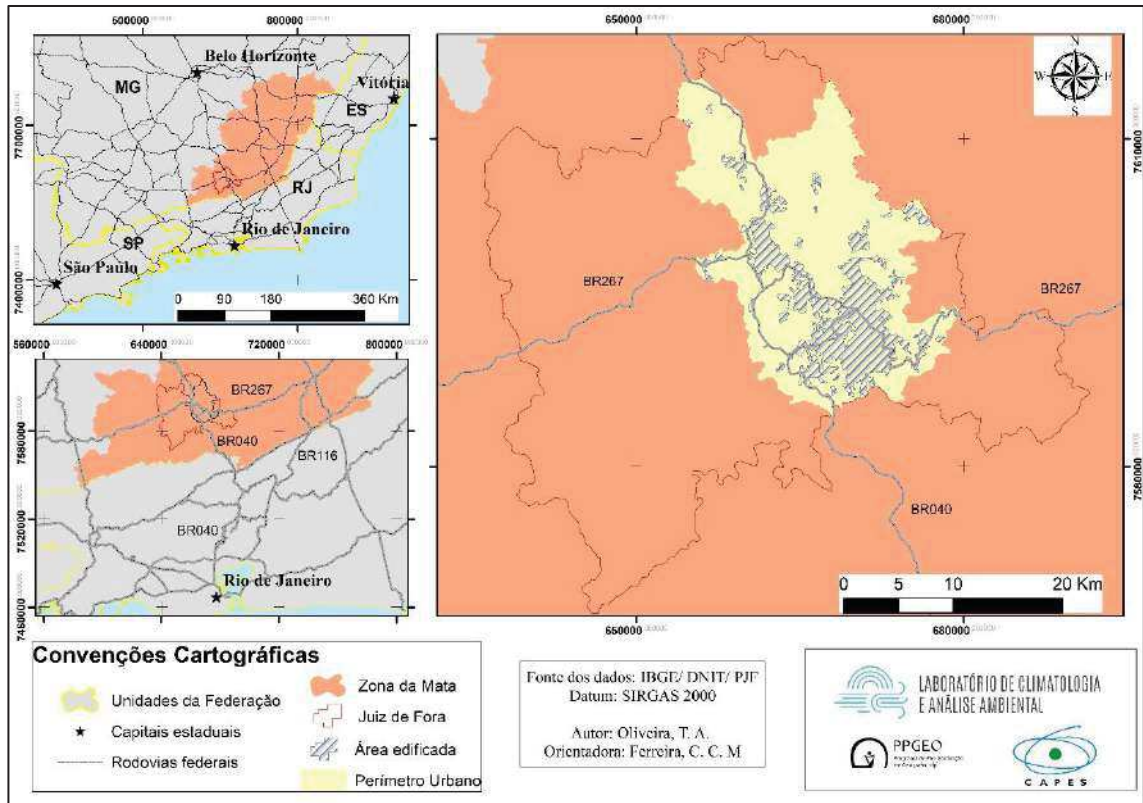 600000
800000
Belo Horizonte
MG
Vitória
ES
7700000
RJ
Rio de Janeiro
SP
São Paulo
7400000
0 90 180 360 Km
560000 640000 720000 800000
BR267
BR040
BR116
BR040
Rio de Janeiro
7580000
7520000
7460000
650000
680000
N
W E
S
7610000
7580000
BR267
BR267
BR040
0 5 10 20 Km
650000
680000
Convenções Cartográficas
Unidades da Federação
Capitais estaduais
Rodovias federais
Zona da Mata
Juiz de Fora
Área edificada
Perímetro Urbano
Fonte dos dados: IBGE/ DNIT/ PJF
Datum: SIRGAS 2000
Autor: Oliveira, T. A.
Orientadora: Ferreira, C. C. M
LABORATÓRIO DE CLIMATOLOGIA
E ANÁLISE AMBIENTAL
PPGEO
CAPES